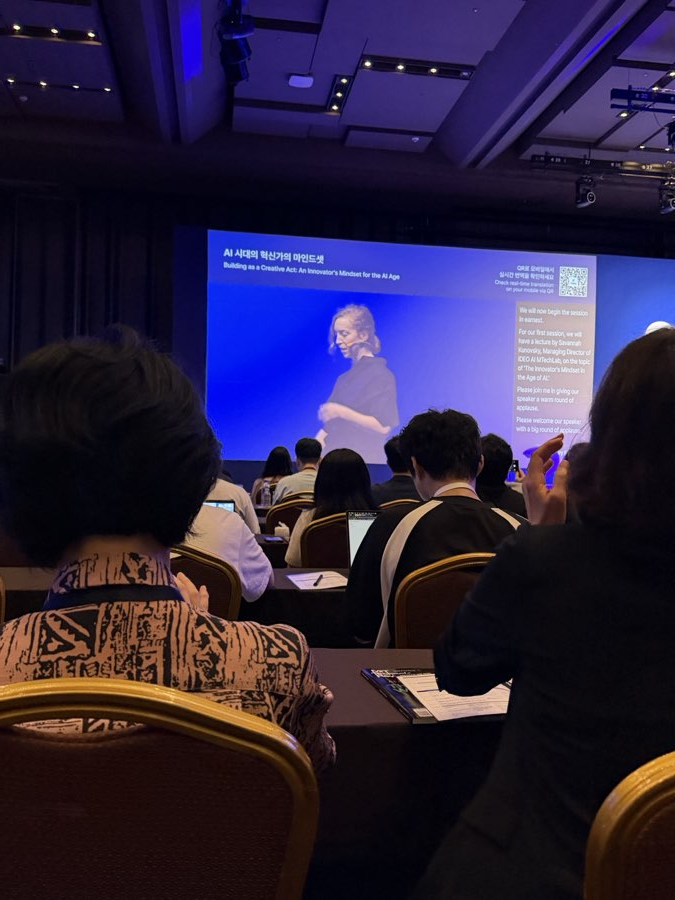 AI 시대의 혁신가의 마인드셋
Building as a Creative Act: An Innovator's Mindset for the AI Age
QR로 모바일에서
실시간 번역을 확인하세요
Check real-time translation
on your mobile via QR
We will now begin the session
in earnest.
For our first session, we will
have a lecture by Savannah
Kunovsky, Managing Director of
IDEO AI MTechLab, on the topic
of 'The Innovator's Mindset in
the Age of AI.'
Please join me in giving our
speaker a warm round of
applause.
Please welcome our speaker
with a big round of applause.